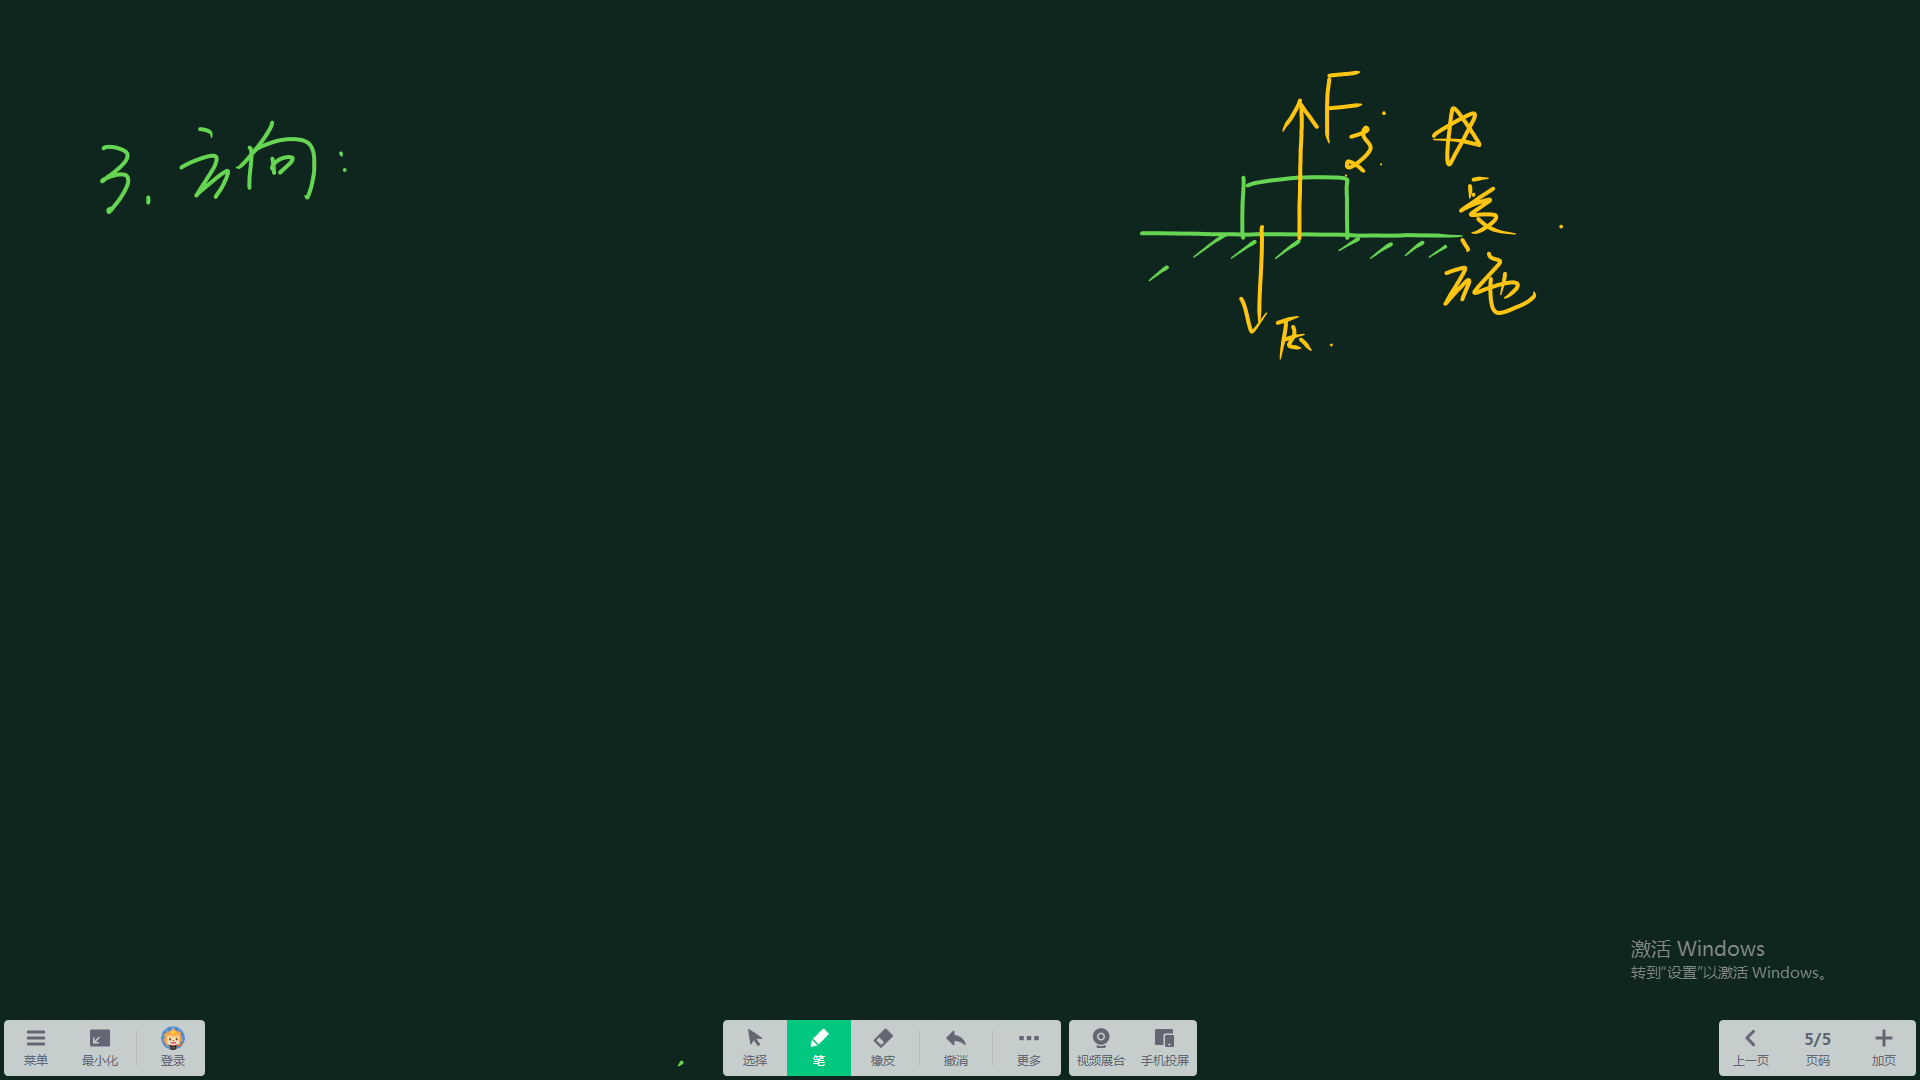 3. 方向：
F
支
受
施
F压
激活 Windows
转到“设置”以激活 Windows。
菜单
最小化
登录
选择
笔
橡皮
撤消
更多
视频展台
手机投屏
上一页
5/5
页码
加页